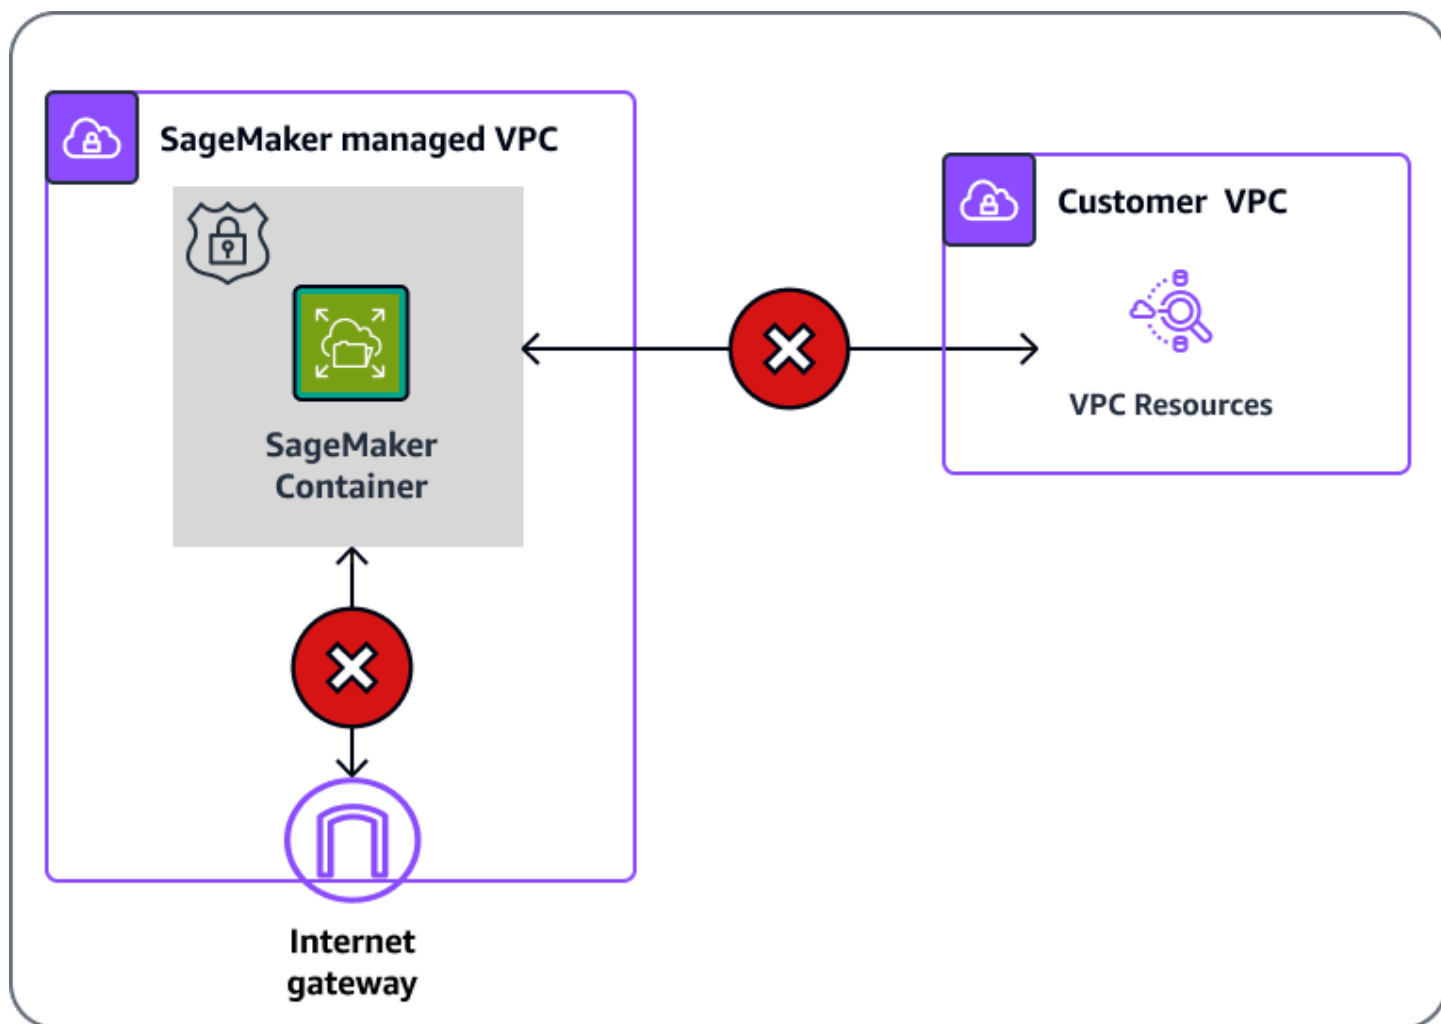 SageMaker managed VPC
Customer VPC
SageMaker
Container
VPC Resources
Internet
gateway